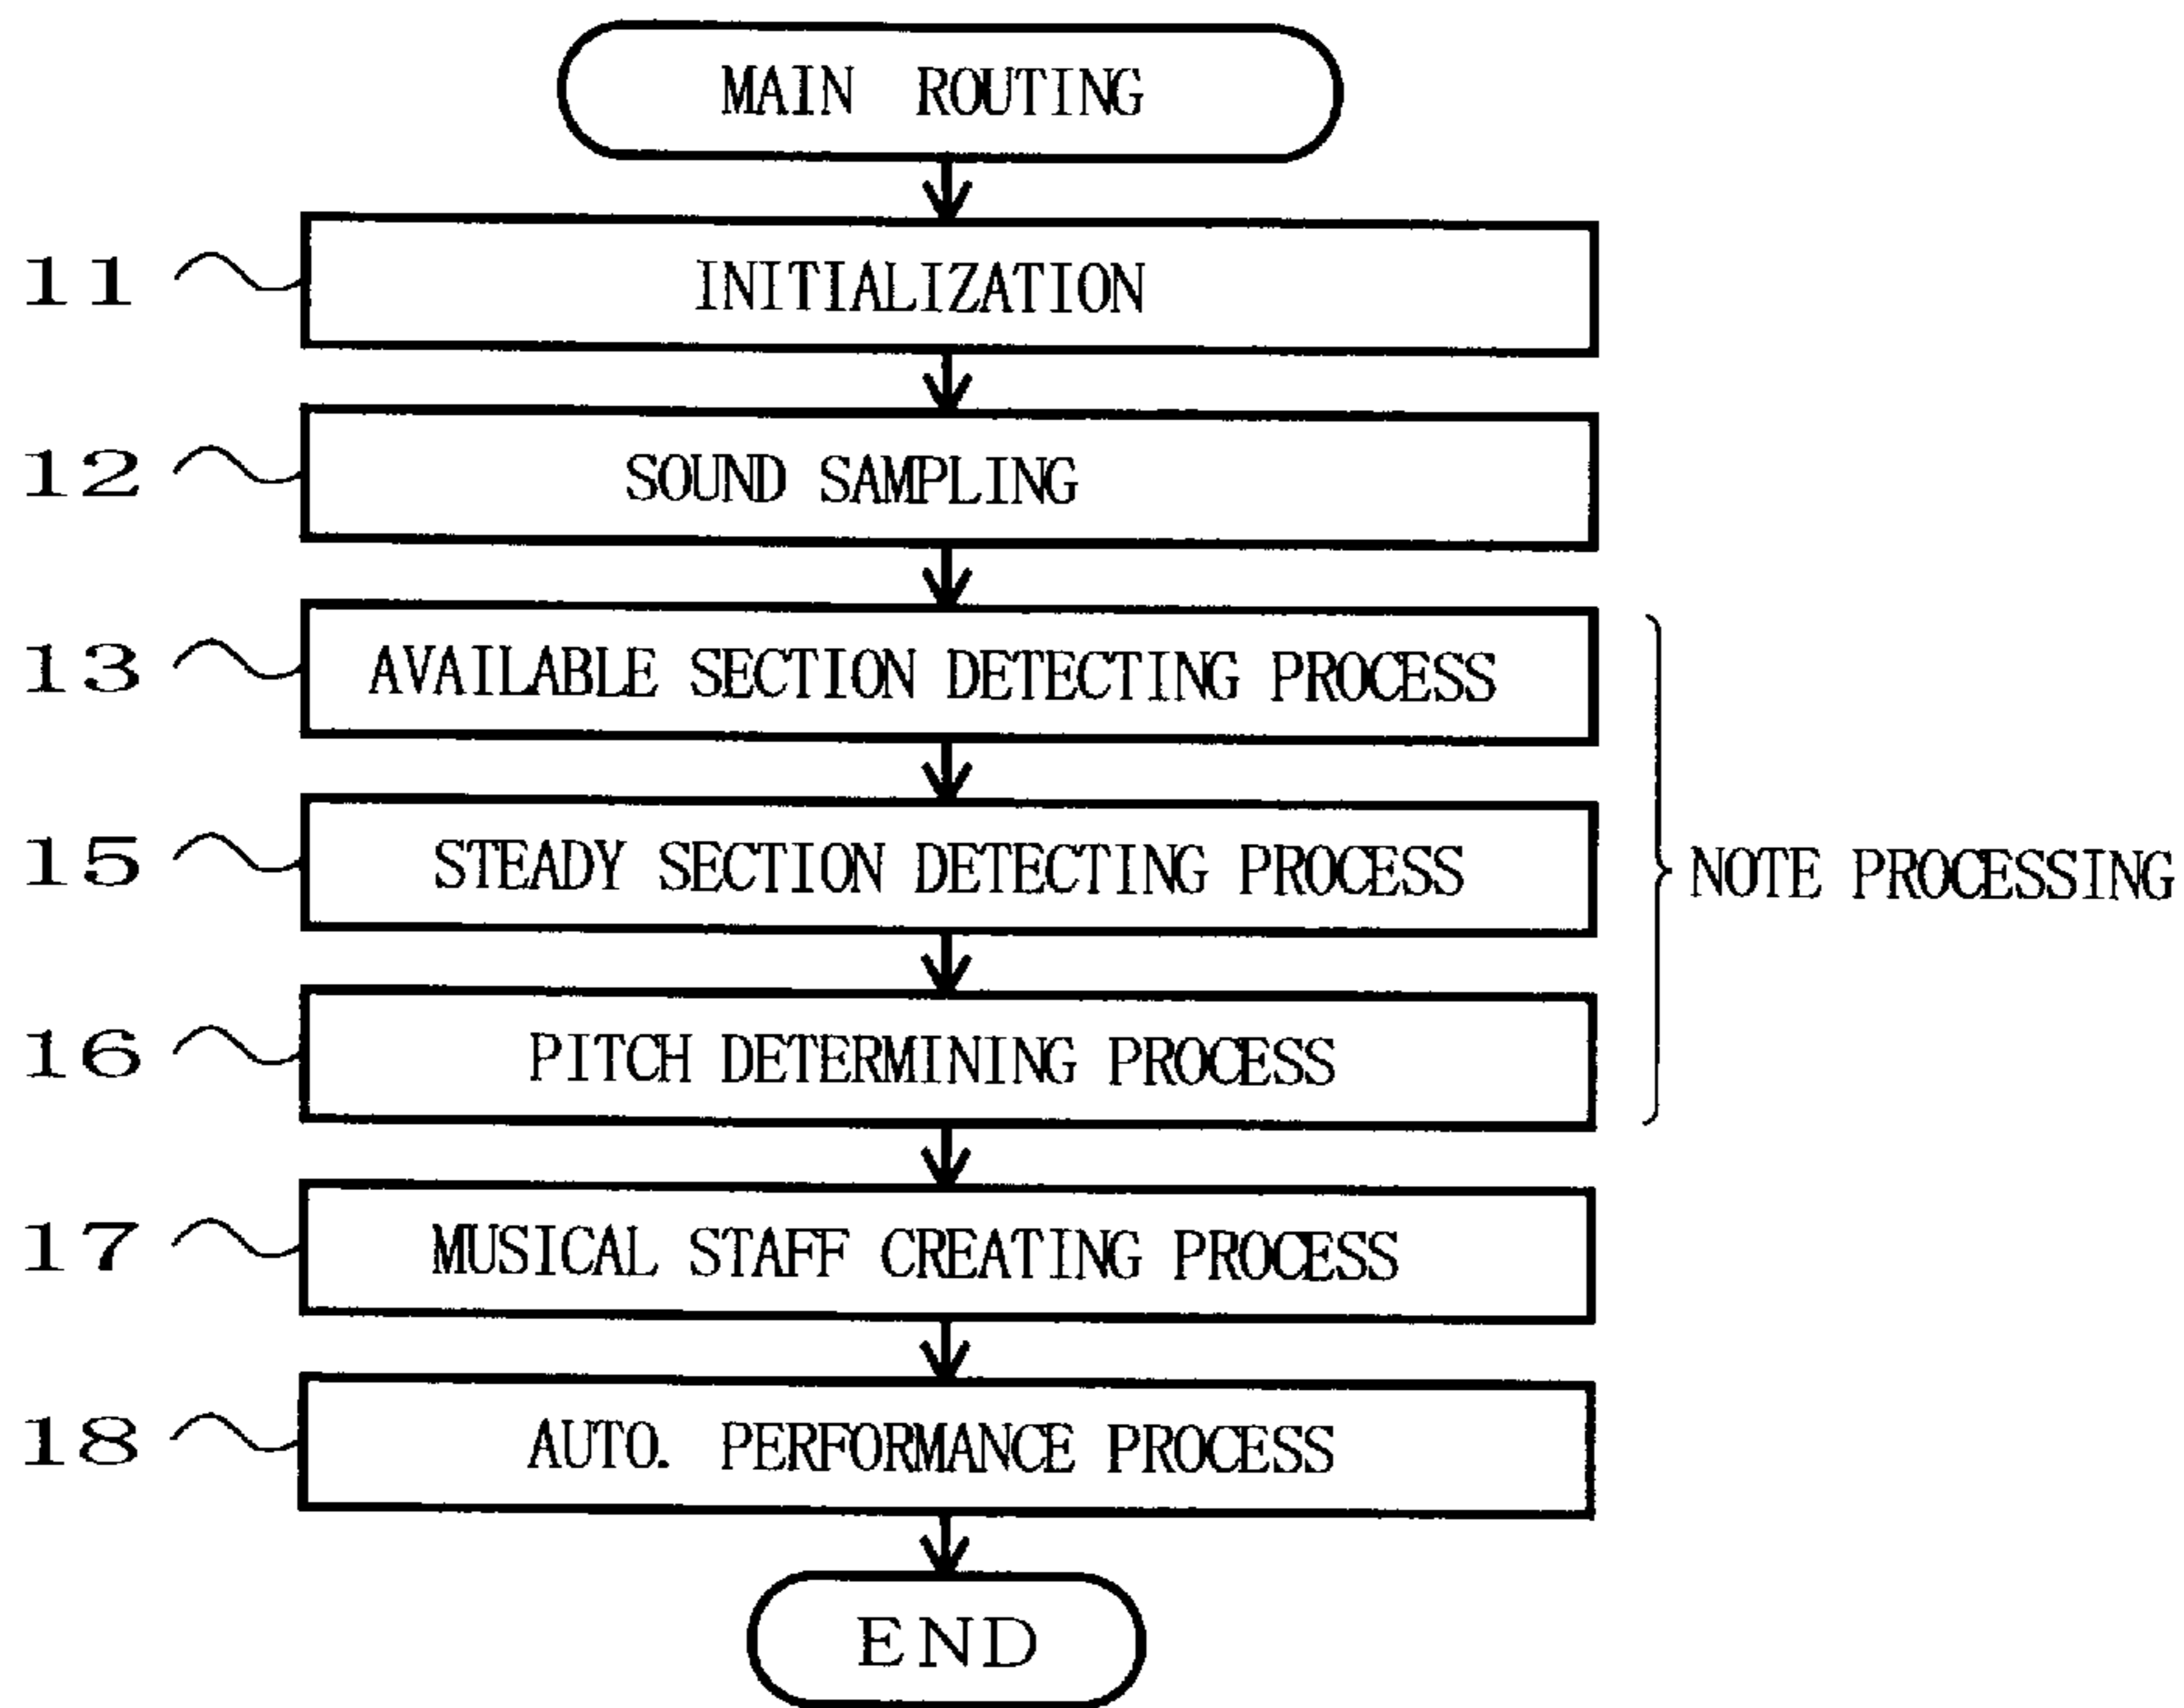 MAIN ROUTING
11 INITIALIZATION
12 SOUND SAMPLING
13 AVAILABLE SECTION DETECTING PROCESS
15 STEADY SECTION DETECTING PROCESS
NOTE PROCESSING
16 PITCH DETERMINING PROCESS
17 MUSICAL STAFF CREATING PROCESS
18 AUTO. PERFORMANCE PROCESS
END